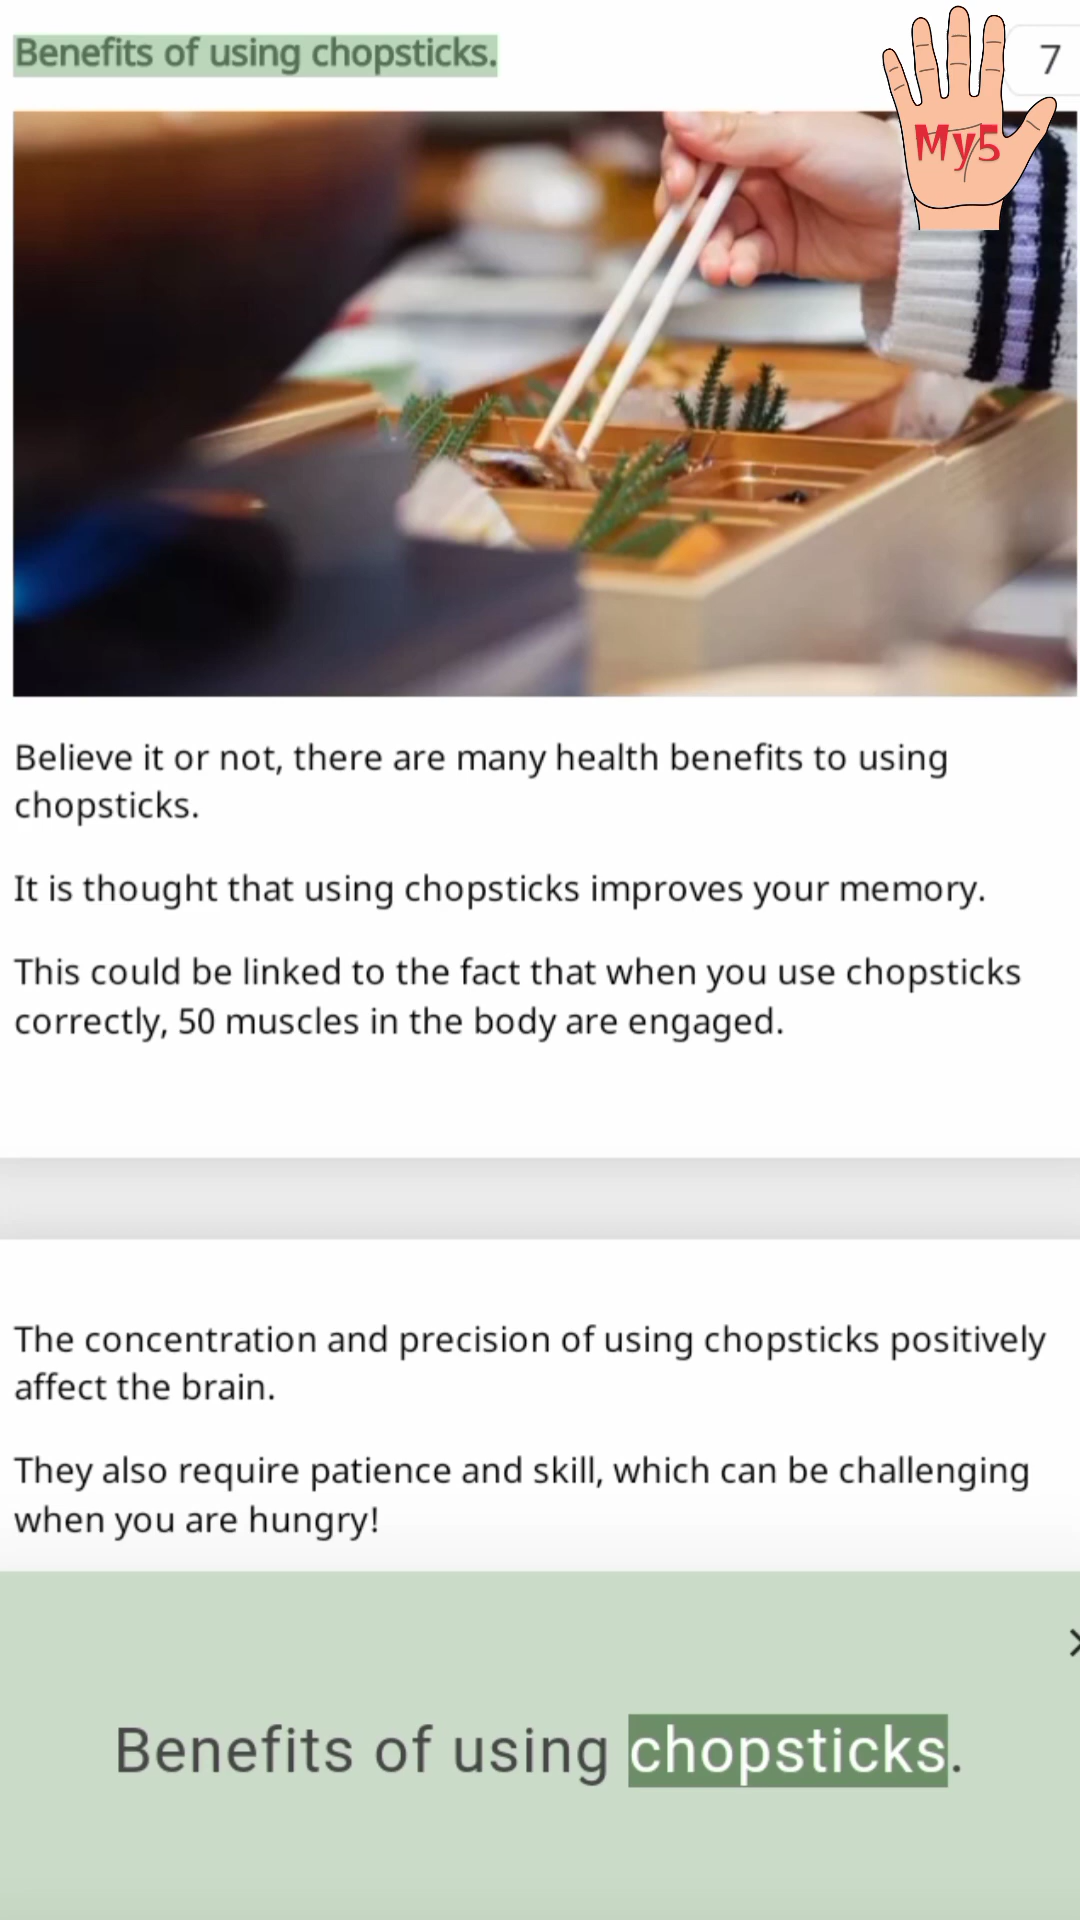 Benefits of using chopsticks.
7
My5
Believe it or not, there are many health benefits to using
chopsticks.
It is thought that using chopsticks improves your memory.
This could be linked to the fact that when you use chopsticks
correctly, 50 muscles in the body are engaged.
The concentration and precision of using chopsticks positively
affect the brain.
They also require patience and skill, which can be challenging
when you are hungry!
Benefits of using chopsticks.